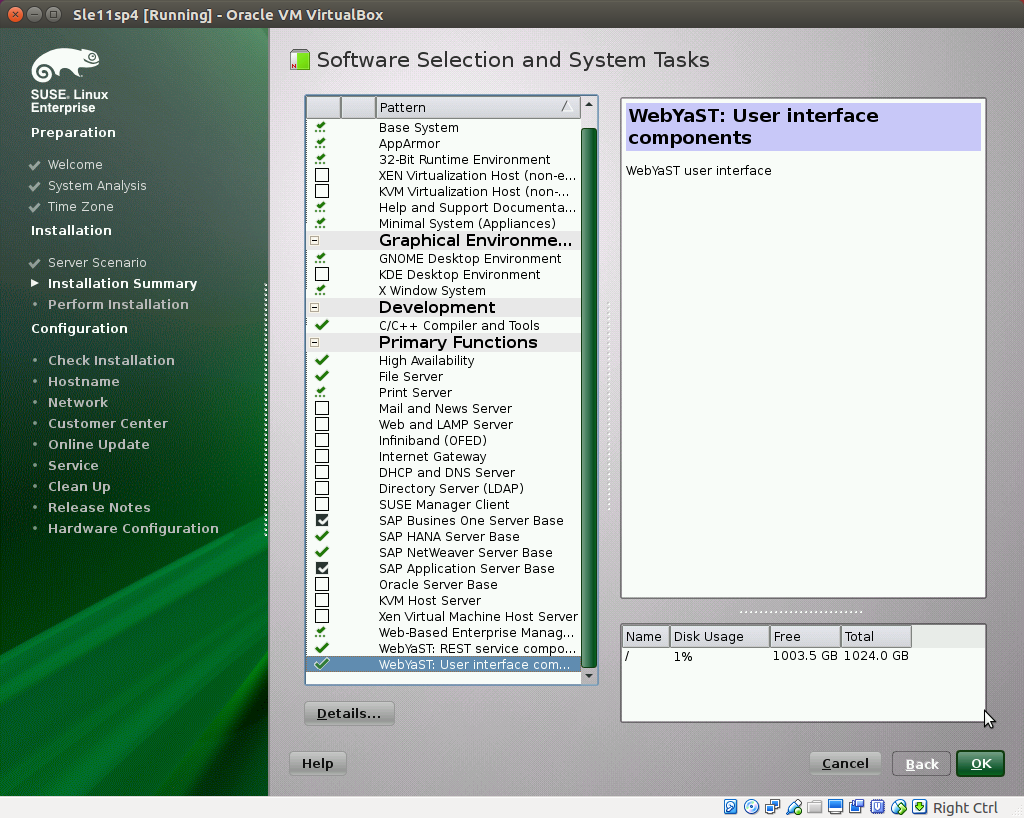 Sle11sp4 [Running] - Oracle VM VirtualBox
SUSE. Linux
Enterprise
Preparation
Welcome
System Analysis
Time Zone
Installation
Server Scenario
Installation Summary
Perform Installation
Configuration
Check Installation
Hostname
Network
Customer Center
Online Update
Service
Clean Up
Release Notes
Hardware Configuration
Software Selection and System Tasks
Pattern
Base System
AppArmor
32-Bit Runtime Environment
XEN Virtualization Host (non-e...
KVM Virtualization Host (non-...
Help and Support Documenta...
Minimal System (Appliances)
Graphical Environme...
GNOME Desktop Environment
KDE Desktop Environment
X Window System
Development
C/C++ Compiler and Tools
Primary Functions
High Availability
File Server
Print Server
Mail and News Server
Web and LAMP Server
Infiniband (OFED)
Internet Gateway
DHCP and DNS Server
Directory Server (LDAP)
SUSE Manager Client
SAP Busines One Server Base
SAP HANA Server Base
SAP NetWeaver Server Base
SAP Application Server Base
Oracle Server Base
KVM Host Server
Xen Virtual Machine Host Server
Web-Based Enterprise Manag...
WebYaST: REST service compo...
WebYaST: User interface com...
Details...
WebYaST: User interface
components
WebYaST user interface
Name Disk Usage Free Total
/ 1% 1003.5 GB 1024.0 GB
Help
Cancel
Back
OK
Right Ctrl